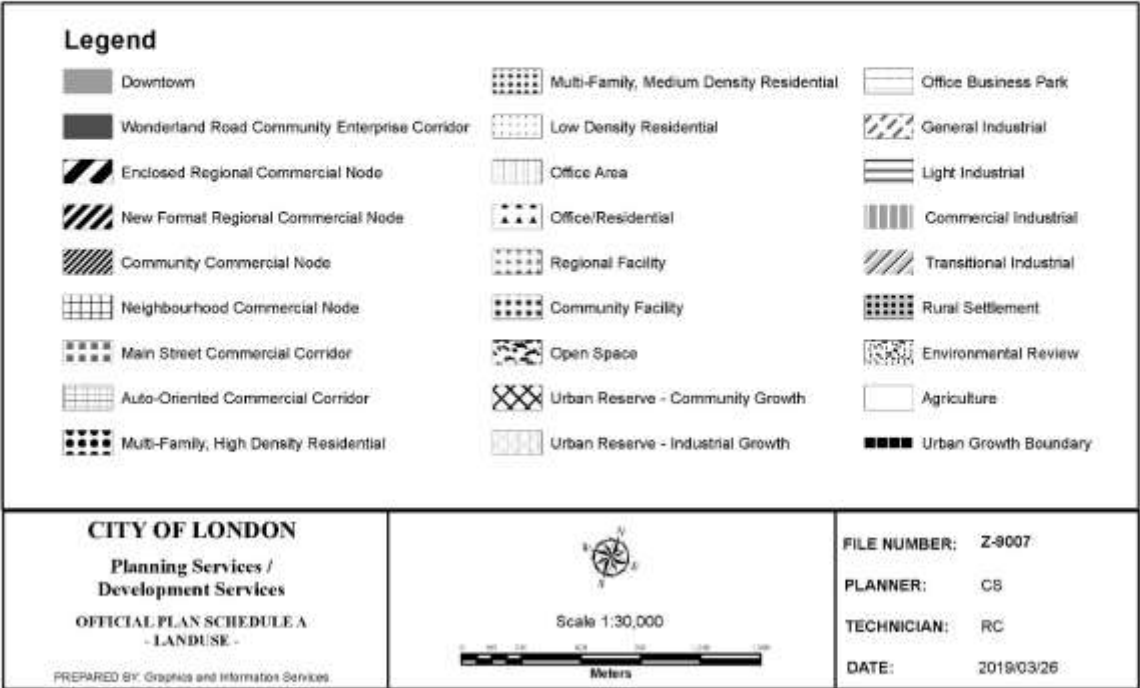 Legend
Downtown
Wonderland Road Community Enterprise Corridor
Enclosed Regional Commercial Node
New Format Regional Commercial Node
Community Commercial Node
Neighbourhood Commercial Node
Main Street Commercial Corridor
Auto-Oriented Commercial Corridor
Multi-Family, High Density Residential
Multi-Family, Medium Density Residential
Low Density Residential
Office Area
Office/Residential
Regional Facility
Community Facility
Open Space
Urban Reserve - Community Growth
Urban Reserve - Industrial Growth
Office Business Park
General Industrial
Light Industrial
Commercial Industrial
Transitional Industrial
Rural Settlement
Environmental Review
Agriculture
Urban Growth Boundary
CITY OF LONDON
Planning Services /
Development Services
OFFICIAL PLAN SCHEDULE A
- LANDUSE -
PREPARED BY: Graphics and Information Services
N
E
S
Scale 1:30,000
Meters
FILE NUMBER: Z-9007
PLANNER: CS
TECHNICIAN: RC
DATE: 2019/03/26